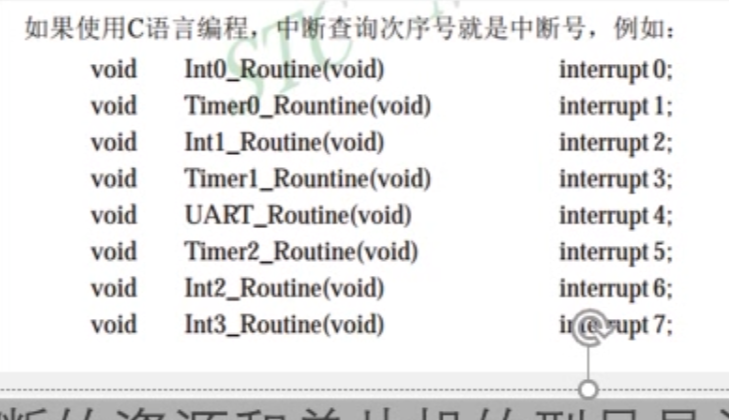 如果使用C语言编程，中断查询次序号就是中断号，例如：
void Int0_Routine(void) interrupt 0;
void Timer0_Rountine(void) interrupt 1;
void Int1_Routine(void) interrupt 2;
void Timer1_Rountine(void) interrupt 3;
void UART_Routine(void) interrupt 4;
void Timer2_Routine(void) interrupt 5;
void Int2_Routine(void) interrupt 6;
void Int3_Routine(void) interrupt 7;